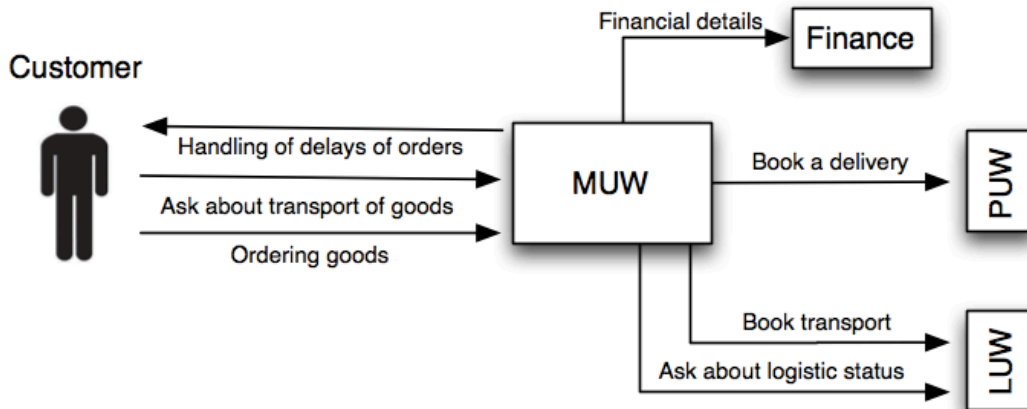 Financial details
Finance
Customer
Handling of delays of orders
MUW
Book a delivery
PUW
Ask about transport of goods
Ordering goods
Book transport
Ask about logistic status
LUW